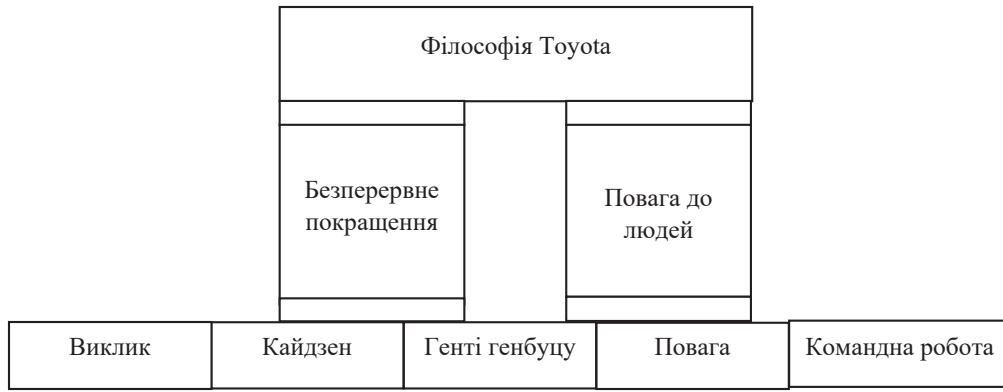 Філософія Toyota
Безперервне
покращення
Повага до
людей
Виклик
Кайдзен
Генті генбуцу
Повага
Командна робота